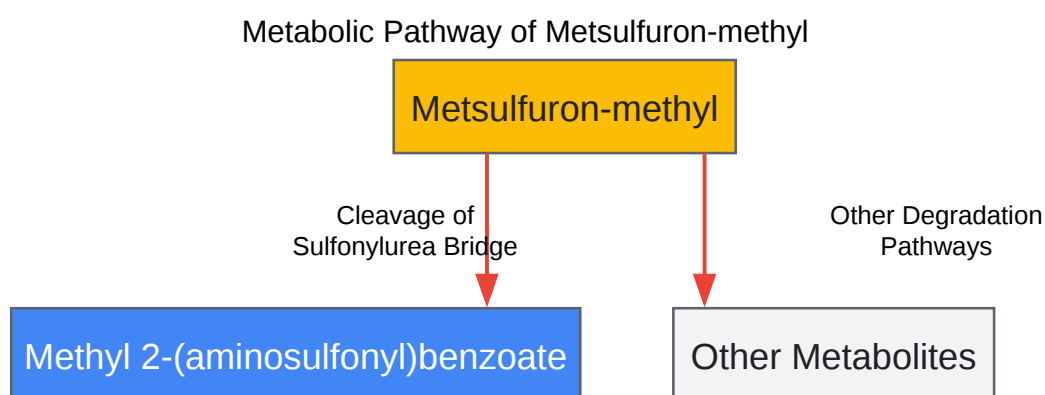 Metabolic Pathway of Metsulfuron-methyl
Metsulfuron-methyl
Cleavage of
Sulfonylurea Bridge
Other Degradation
Pathways
Methyl 2-(aminosulfonyl)benzoate
Other Metabolites